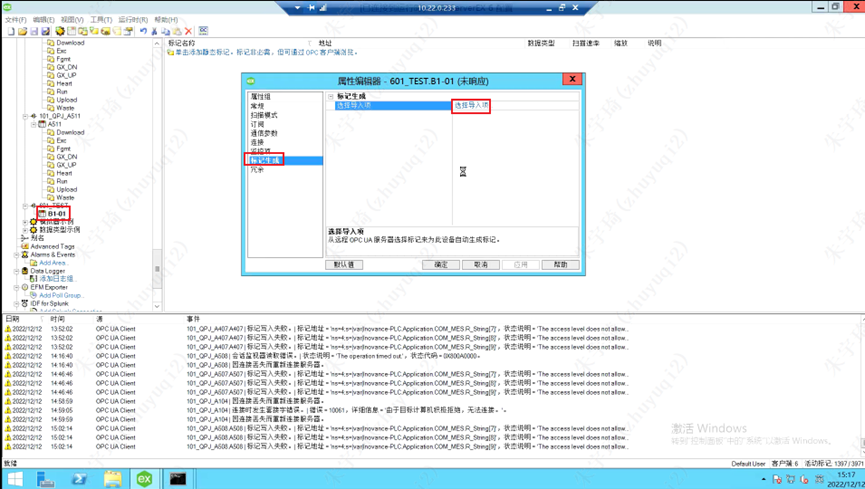 10.22.0.233
文件(F) 编辑(E) 视图(V) 工具(T) 运行时(R) 帮助(H)
Download
Exc
Fgmt
GX_ON
GX_UP
Heart
Run
Upload
Waste
101_QPJ_A511
A511
Download
Exc
Fgmt
GX_ON
GX_UP
Heart
Run
Upload
Waste
601_TEST
B1-01
数据类型示例
别名
Advanced Tags
Alarms & Events
Add Area...
Data Logger
添加日志组...
EFM Exporter
Add Poll Group...
IDF for Splunk
标记名称 地址 数据类型 扫描速率 缩放 说明
单击添加静态标记。标记非必需，但可通过 OPC 客户端浏览。
属性编辑器 - 601_TEST.B1-01 (未响应)
属性组
常规
扫描模式
订阅
通信参数
连接
监控项
标记生成
冗余
标记生成
选择导入项 选择导入项
选择导入项
从远程 OPC UA 服务器选择标记来为此设备自动生成标记。
默认值 确定 取消 应用 帮助
日期 时间 源 事件
2022/12/12 13:52:02 OPC UA Client 101_QPJ_A407.A407 | 标记写入失败。 | 标记地址 = 'ns=4;s=|var|Inovance-PLC.Application.COM_MES.R_String[7]'，状态说明 = 'The access level does not allow...
2022/12/12 13:52:02 OPC UA Client 101_QPJ_A407.A407 | 标记写入失败。 | 标记地址 = 'ns=4;s=|var|Inovance-PLC.Application.COM_MES.R_String[8]'，状态说明 = 'The access level does not allow...
2022/12/12 13:52:02 OPC UA Client 101_QPJ_A407.A407 | 标记写入失败。 | 标记地址 = 'ns=4;s=|var|Inovance-PLC.Application.COM_MES.R_String[9]'，状态说明 = 'The access level does not allow...
2022/12/12 14:16:40 OPC UA Client 101_QPJ_A508 | 会话监视器读取错误。 | 状态说明 = 'The operation timed out.'，状态代码 = 0X800A0000。
2022/12/12 14:16:40 OPC UA Client 101_QPJ_A508 | 因连接丢失而重新连接服务器。
2022/12/12 14:46:46 OPC UA Client 101_QPJ_A507.A507 | 标记写入失败。 | 标记地址 = 'ns=4;s=|var|Inovance-PLC.Application.COM_MES.R_String[7]'，状态说明 = 'The access level does not allow...
2022/12/12 14:46:46 OPC UA Client 101_QPJ_A507.A507 | 标记写入失败。 | 标记地址 = 'ns=4;s=|var|Inovance-PLC.Application.COM_MES.R_String[8]'，状态说明 = 'The access level does not allow...
2022/12/12 14:46:46 OPC UA Client 101_QPJ_A507.A507 | 标记写入失败。 | 标记地址 = 'ns=4;s=|var|Inovance-PLC.Application.COM_MES.R_String[9]'，状态说明 = 'The access level does not allow...
2022/12/12 14:58:59 OPC UA Client 101_QPJ_A104 | 因连接丢失而重新连接服务器。
2022/12/12 14:59:05 OPC UA Client 101_QPJ_A104 | 连接时发生套接字错误。 | 错误 = 10061，详细信息 = '由于目标计算机积极拒绝，无法连接。'。
2022/12/12 14:59:05 OPC UA Client 101_QPJ_A104 | 因连接丢失而重新连接服务器。
2022/12/12 15:02:14 OPC UA Client 101_QPJ_A508.A508 | 标记写入失败。 | 标记地址 = 'ns=4;s=|var|Inovance-PLC.Application.COM_MES.R_String[7]'，状态说明 = 'The access level does not allow...
2022/12/12 15:02:14 OPC UA Client 101_QPJ_A508.A508 | 标记写入失败。 | 标记地址 = 'ns=4;s=|var|Inovance-PLC.Application.COM_MES.R_String[8]'，状态说明 = 'The access level does not allow...
2022/12/12 15:02:14 OPC UA Client 101_QPJ_A508.A508 | 标记写入失败。 | 标记地址 = 'ns=4;s=|var|Inovance-PLC.Application.COM_MES.R_String[9]'，状态说明 = 'The access level does not allow...
激活 Windows
转到"控制面板"中的"系统"以激活 Windows。
就绪 Default User 客户端: 6 活动标记: 1397 / 3971
15:17
2022/12/12
朱宇琦 (zhuyuqi2)